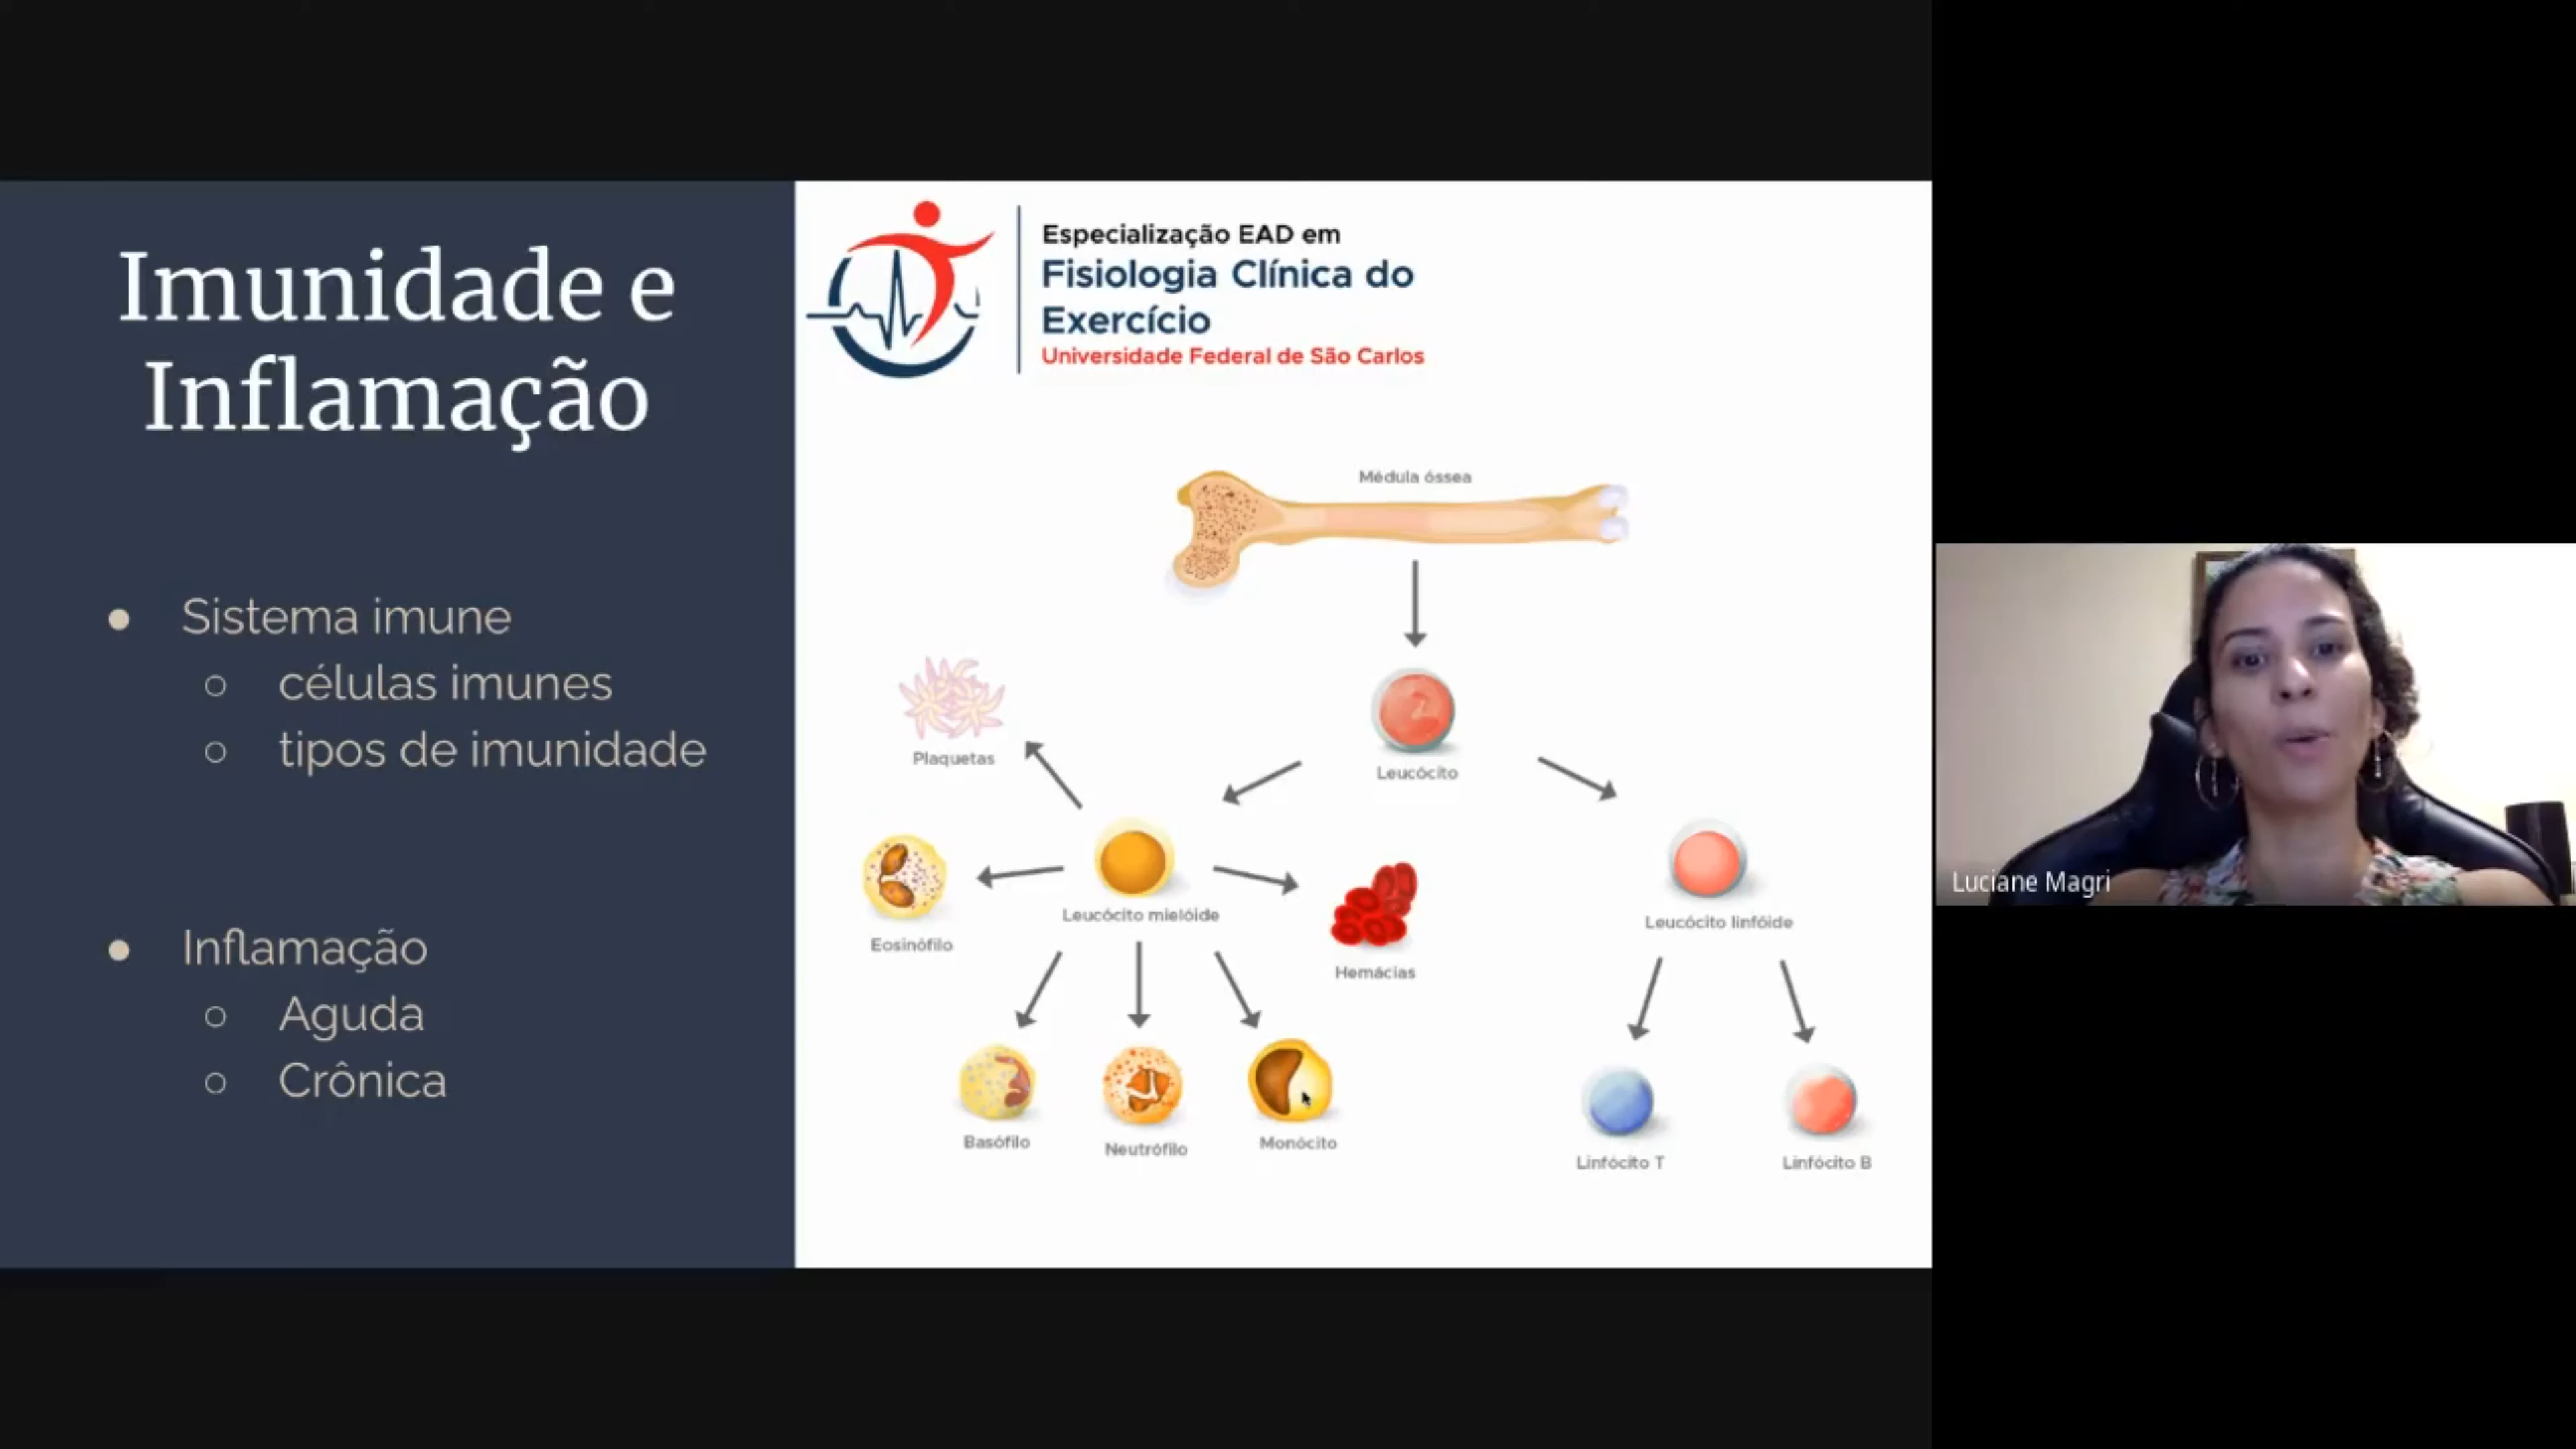 Imunidade e
Inflamação
Sistema imune
células imunes
tipos de imunidade
Inflamação
Aguda
Crônica
Especialização EAD em
Fisiologia Clínica do
Exercício
Universidade Federal de São Carlos
Médula óssea
Plaquetas
Leucócito
Eosinófilo
Leucócito mielóide
Hemácias
Leucócito linfóide
Basófilo
Neutrófilo
Monócito
Linfócito T
Linfócito B
Luciane Magri